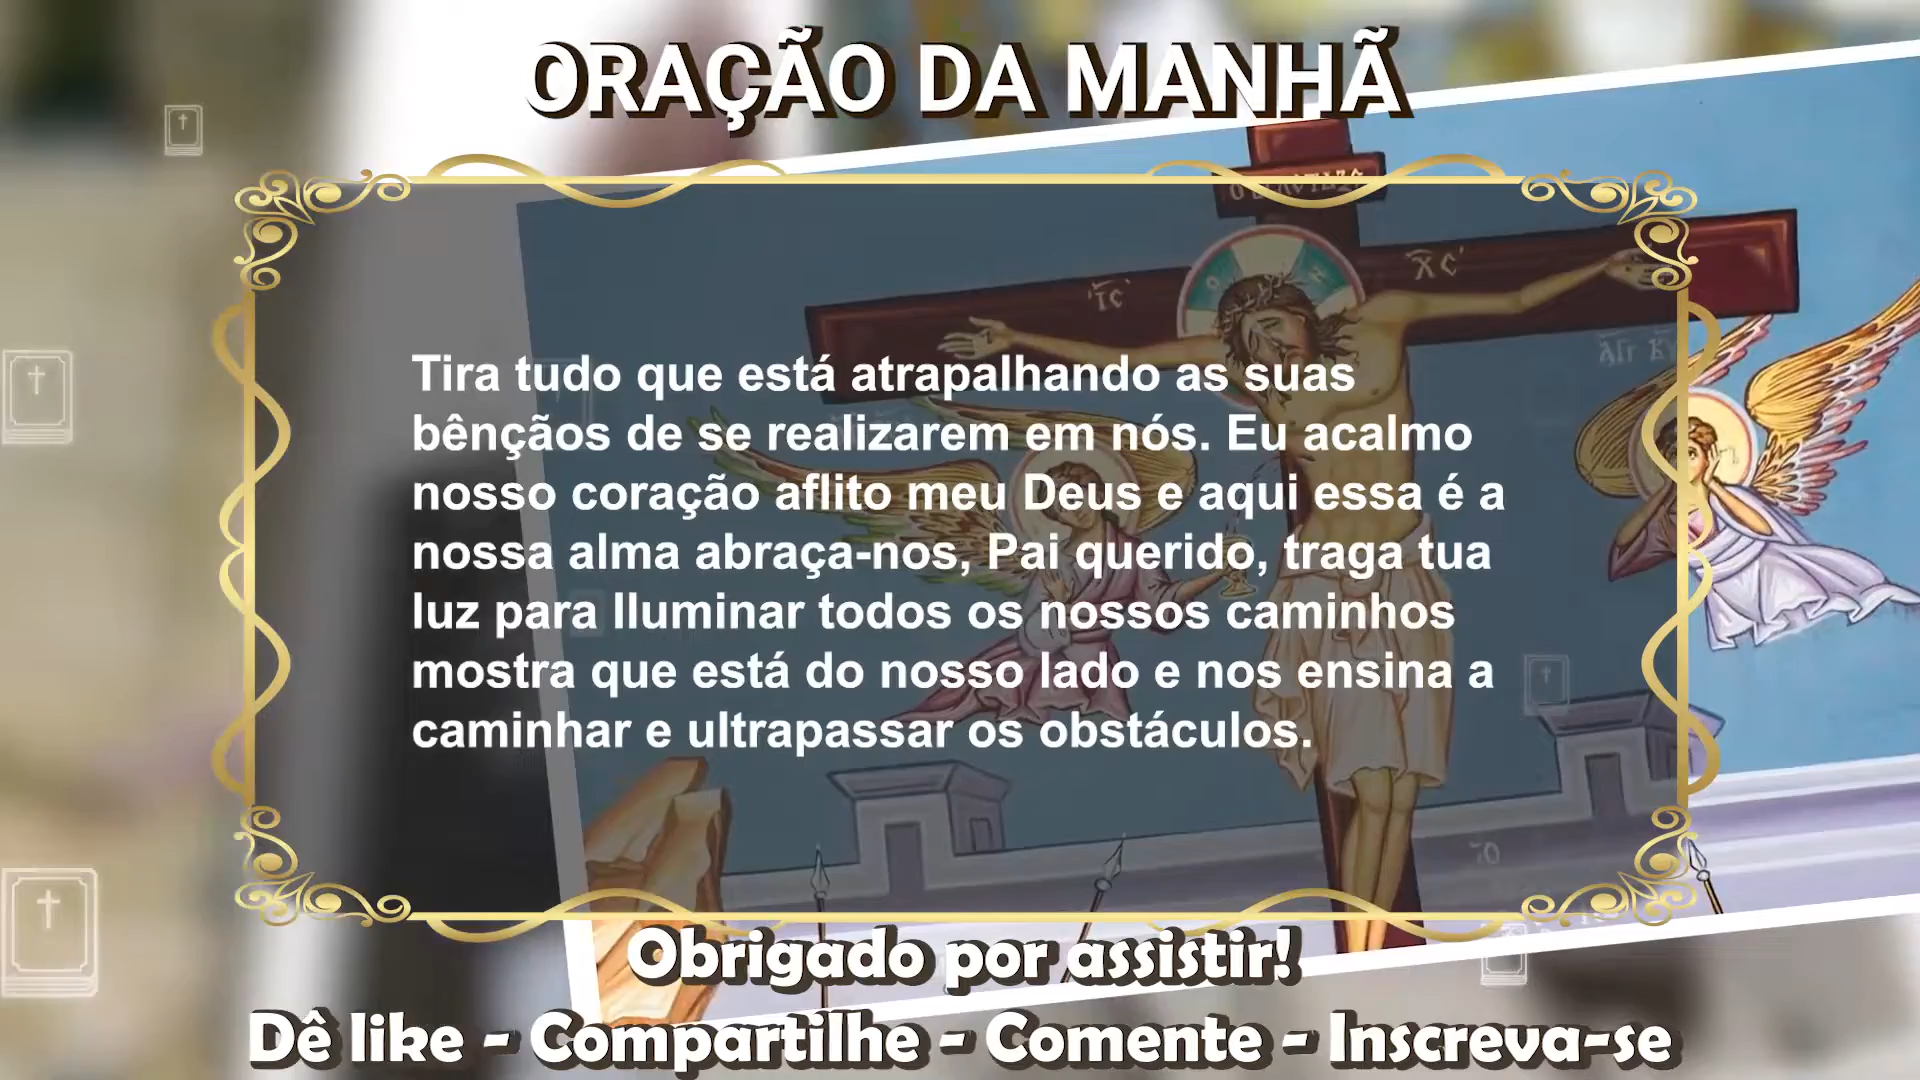 ORAÇÃO DA MANHÃ
Tira tudo que está atrapalhando as suas
bênçãos de se realizarem em nós. Eu acalmo
nosso coração aflito meu Deus e aqui essa é a
nossa alma abraça-nos, Pai querido, traga tua
luz para Iluminar todos os nossos caminhos
mostra que está do nosso lado e nos ensina a
caminhar e ultrapassar os obstáculos.
Obrigado por assistir!
Dê like - Compartilhe - Comente - Inscreva-se